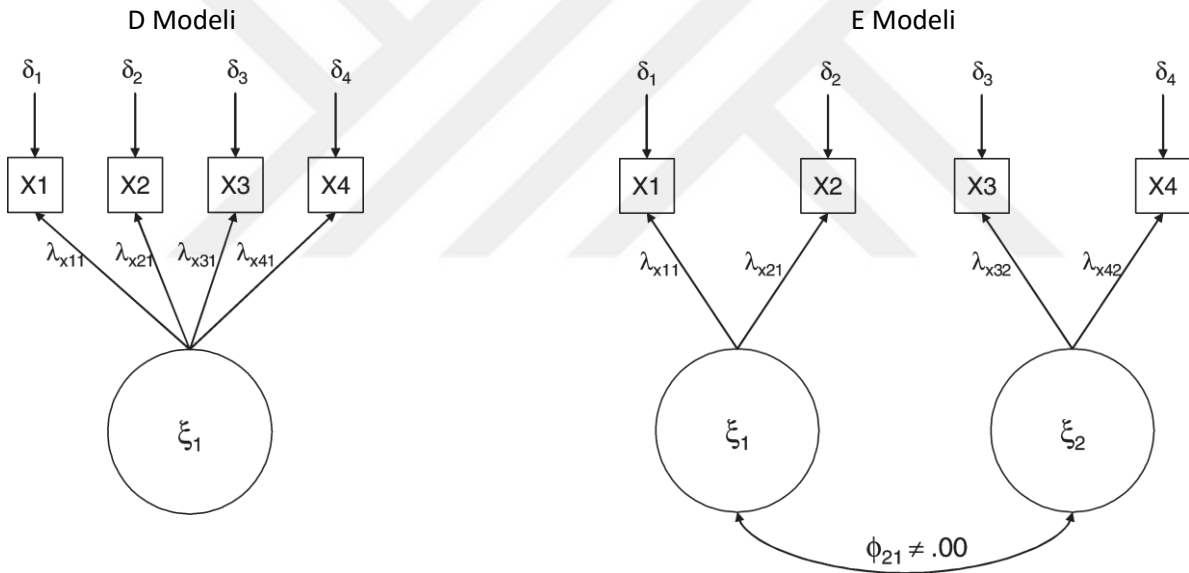 D Modeli
E Modeli
δ₁ δ₂ δ₃ δ₄
δ₁ δ₂ δ₃ δ₄
X1 X2 X3 X4
X1 X2 X3 X4
λx11 λx21 λx31 λx41
λx11 λx21 λx32 λx42
ξ₁
ξ₁ ξ₂
ϕ₂₁ ≠ .00